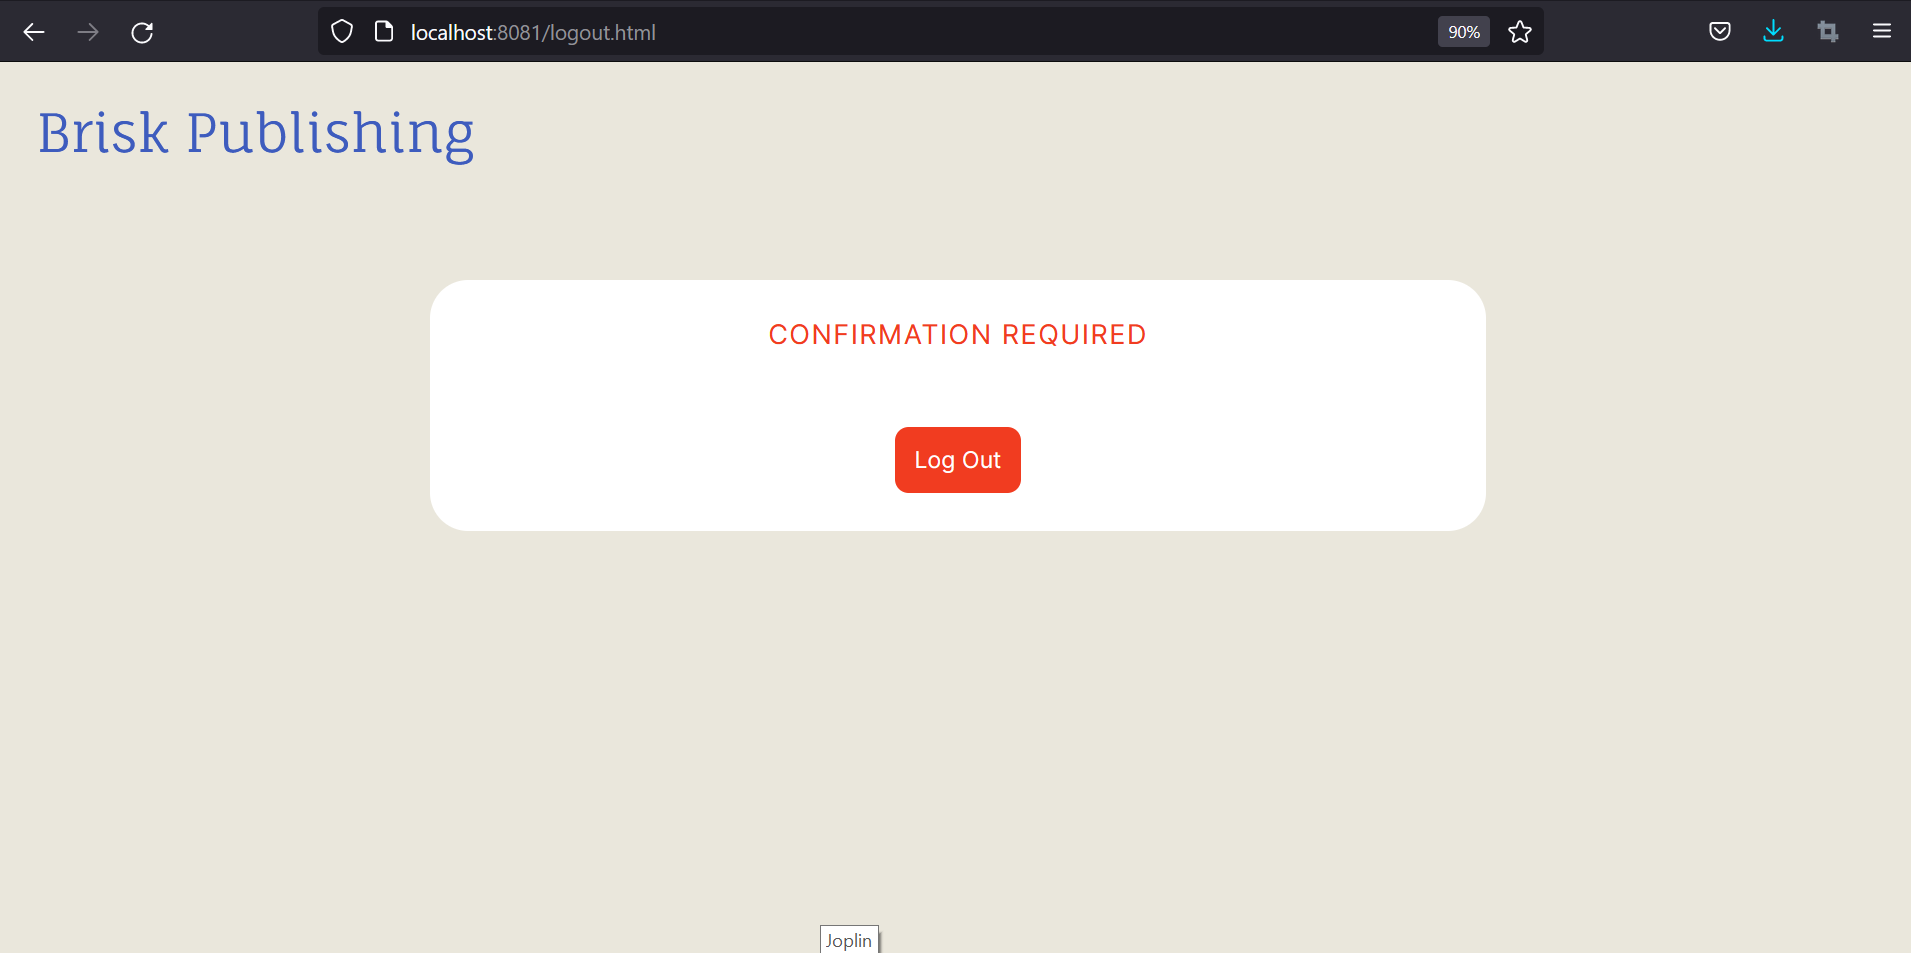 localhost:8081/logout.html
90%
Brisk Publishing
CONFIRMATION REQUIRED
Log Out
Joplin